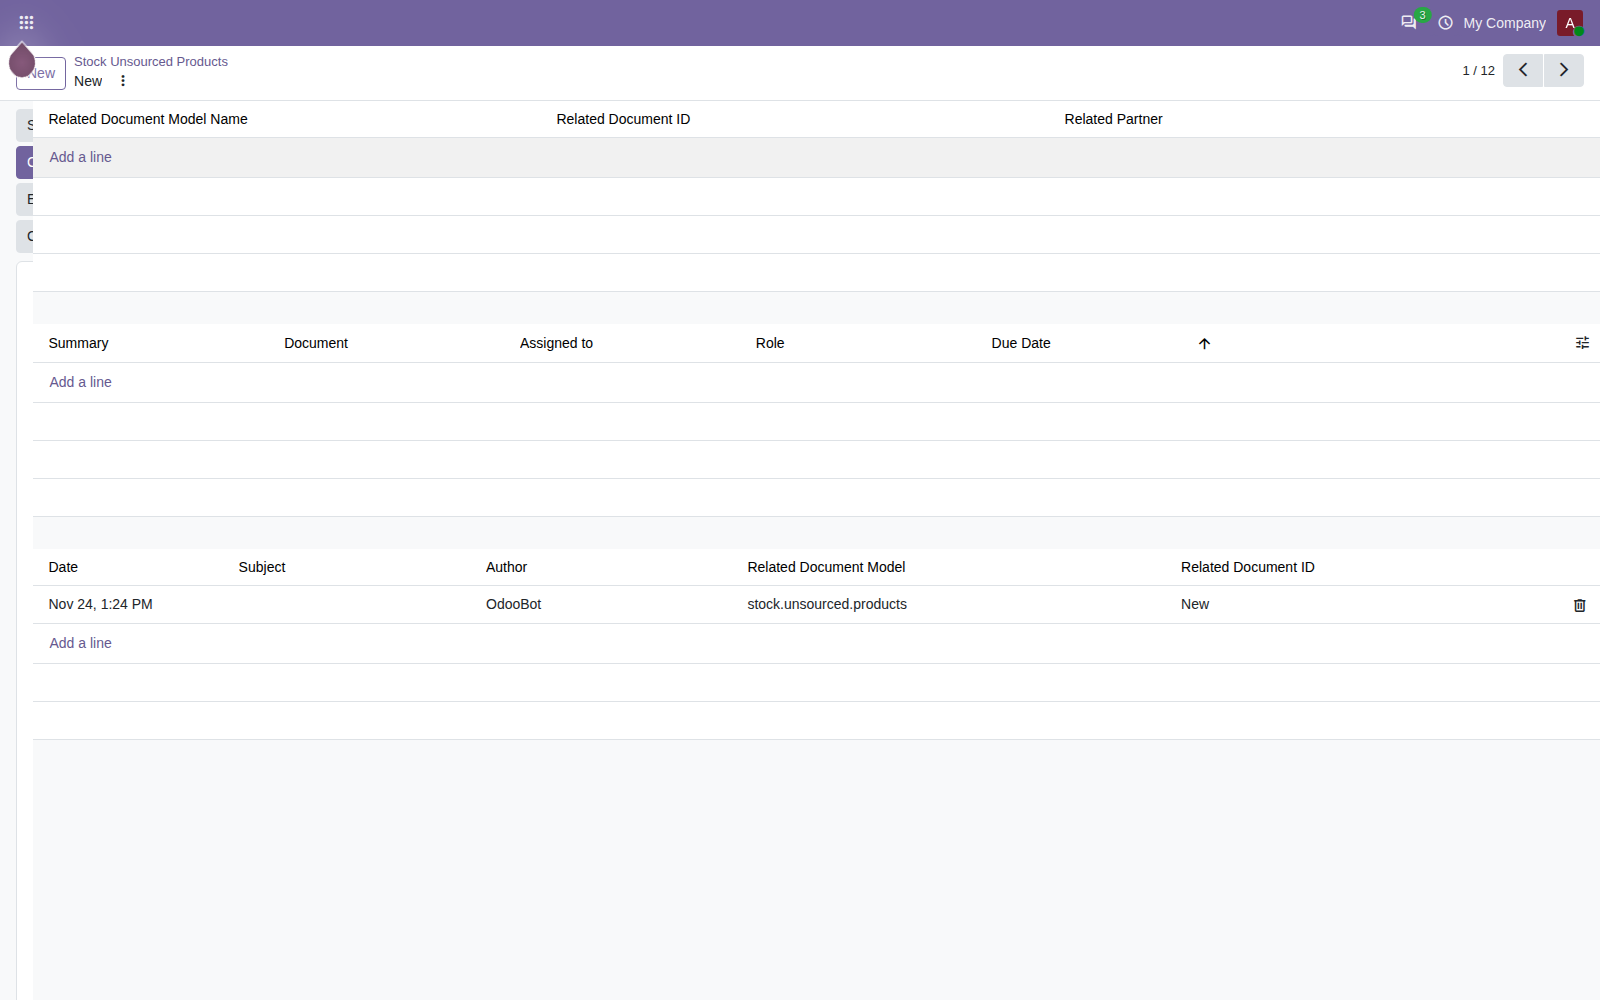 3
My Company
A
New
Stock Unsourced Products
New
1 / 12
Related Document Model Name Related Document ID Related Partner
Add a line
Summary Document Assigned to Role Due Date
Add a line
Date Subject Author Related Document Model Related Document ID
Nov 24, 1:24 PM OdooBot stock.unsourced.products New
Add a line